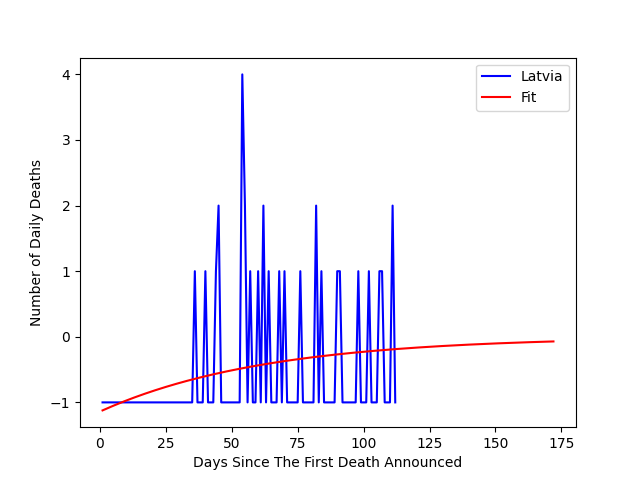 Latvia
Fit
4
3
2
1
0
−1
Number of Daily Deaths
0 25 50 75 100 125 150 175
Days Since The First Death Announced